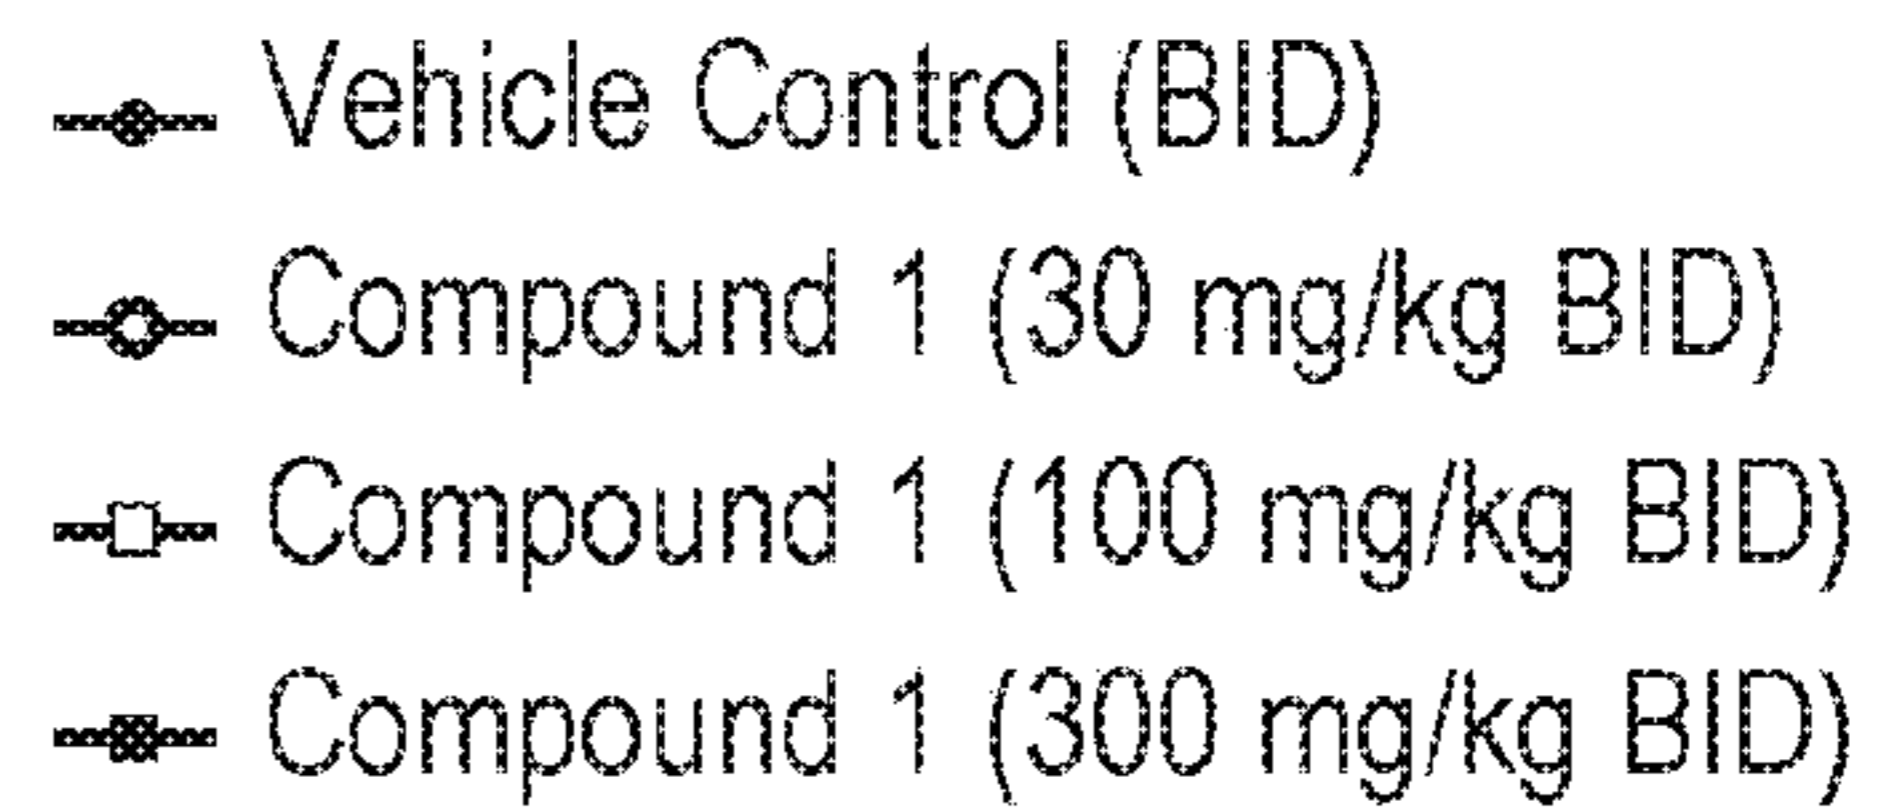 Vehicle Control (BID)
Compound 1 (30 mg/kg BID)
Compound 1 (100 mg/kg BID)
Compound 1 (300 mg/kg BID)